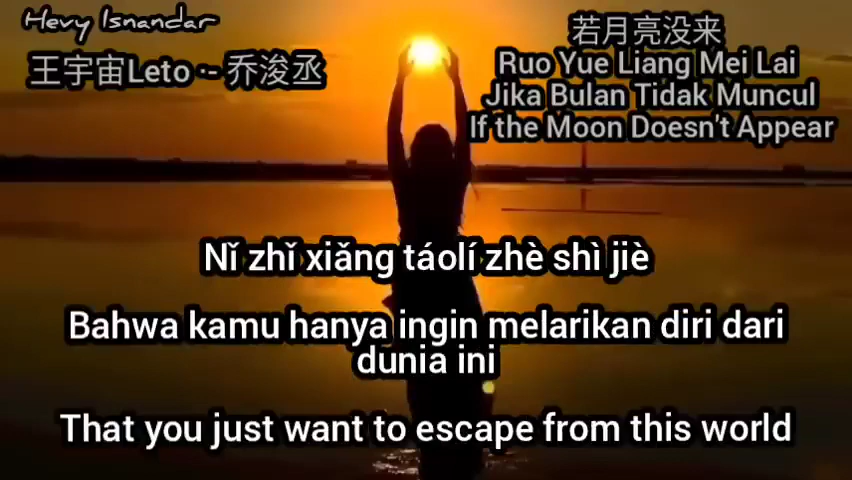 Hevy Isnandar
王宇宙Leto -- 乔浚丞
若月亮没来
Ruo Yue Liang Mei Lai
Jika Bulan Tidak Muncul
If the Moon Doesn't Appear
Nǐ zhǐ xiǎng táolí zhè shì jiè
Bahwa kamu hanya ingin melarikan diri dari
dunia ini
That you just want to escape from this world